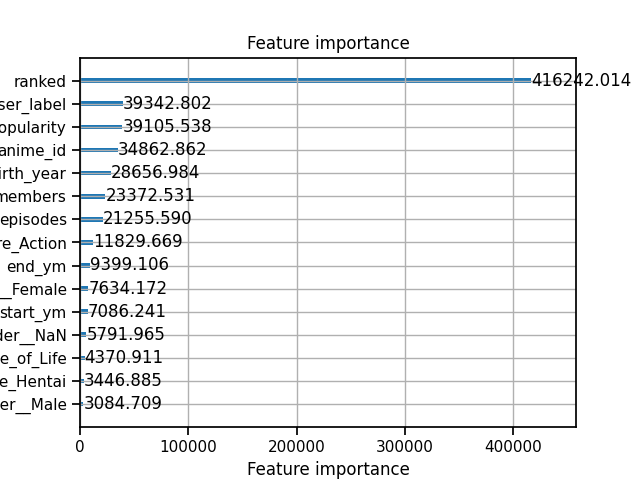 Feature importance
ranked 416242.014
ser_label 39342.802
opularity 39105.538
anime_id 34862.862
irth_year 28656.984
members 23372.531
episodes 21255.590
re_Action 11829.669
end_ym 9399.106
__Female 7634.172
start_ym 7086.241
der__NaN 5791.965
e_of_Life 4370.911
e_Hentai 3446.885
er__Male 3084.709
0 100000 200000 300000 400000
Feature importance